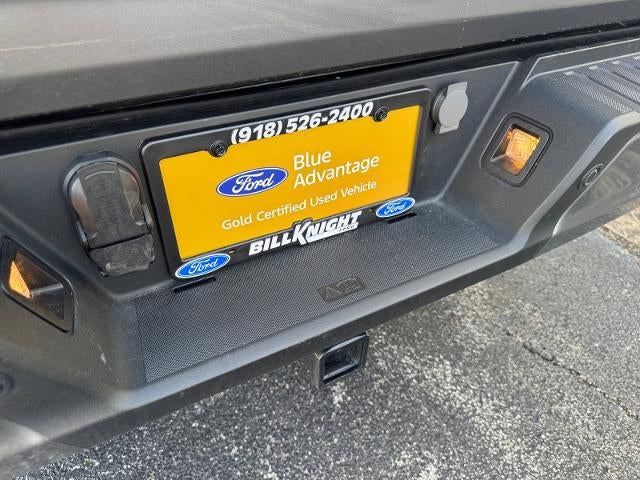 (918) 526-2400
Ford
Blue
Advantage
Gold Certified Used Vehicle
BILL KNIGHT
Ford
Ford